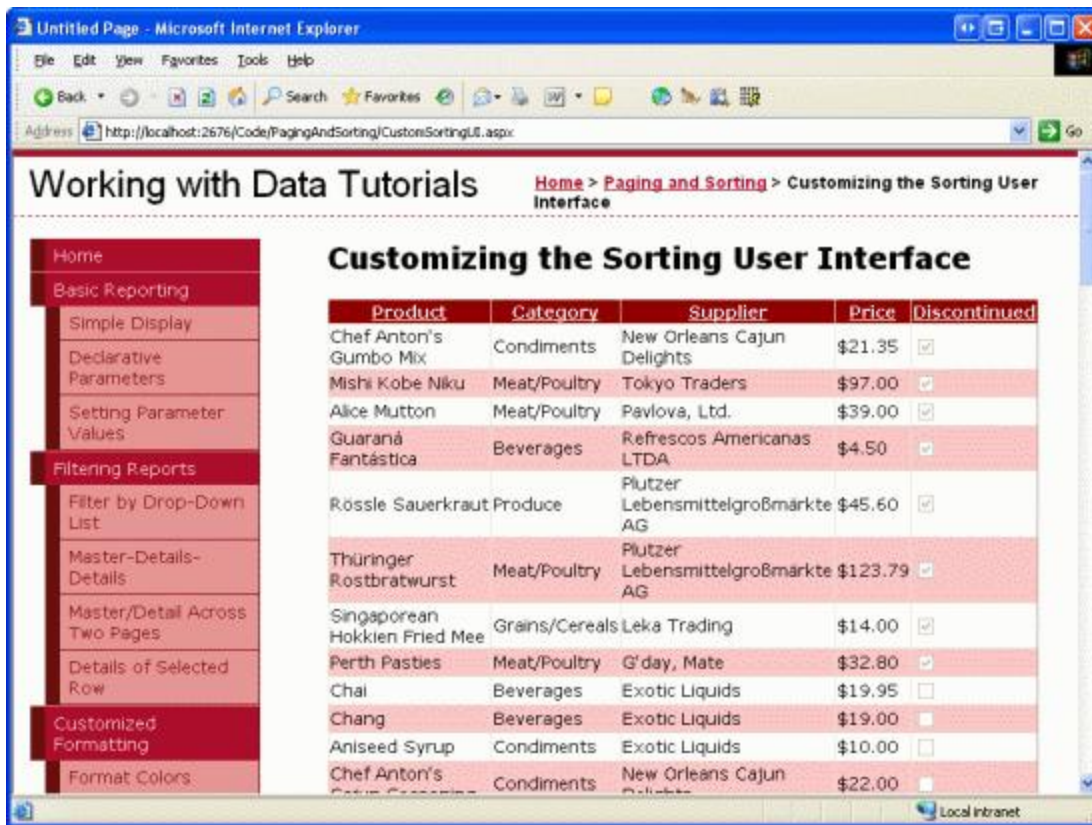 Untitled Page - Microsoft Internet Explorer
File Edit View Favorites Tools Help
Back Search Favorites
Address http://localhost:2676/Code/PagingAndSorting/CustomSortingUI.aspx Go
Working with Data Tutorials
Home > Paging and Sorting > Customizing the Sorting User
Interface
Home
Basic Reporting
Simple Display
Declarative
Parameters
Setting Parameter
Values
Filtering Reports
Filter by Drop-Down
List
Master-Details-
Details
Master/Detail Across
Two Pages
Details of Selected
Row
Customized
Formatting
Format Colors
Customizing the Sorting User Interface
Product Category Supplier Price Discontinued
Chef Anton's
Gumbo Mix Condiments New Orleans Cajun
Delights $21.35
Mishi Kobe Niku Meat/Poultry Tokyo Traders $97.00
Alice Mutton Meat/Poultry Pavlova, Ltd. $39.00
Guaraná
Fantástica Beverages Refrescos Americanas
LTDA $4.50
Rössle Sauerkraut Produce Plutzer
Lebensmittelgroßmärkte
AG $45.60
Thüringer
Rostbratwurst Meat/Poultry Plutzer
Lebensmittelgroßmärkte
AG $123.79
Singaporean
Hokkien Fried Mee Grains/Cereals Leka Trading $14.00
Perth Pasties Meat/Poultry G'day, Mate $32.80
Chai Beverages Exotic Liquids $19.95
Chang Beverages Exotic Liquids $19.00
Aniseed Syrup Condiments Exotic Liquids $10.00
Chef Anton's
Condiments New Orleans Cajun
$22.00
Local intranet